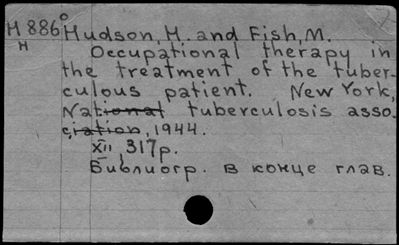 H 886° Hudson, H. and Fish, M.
H
Occupational therapy in
the treatment of the tuber-
culous patient. New York,
National tuberculosis asso.
ciation, 1944.
XII, 317p.
Библиогр. в конце глав.